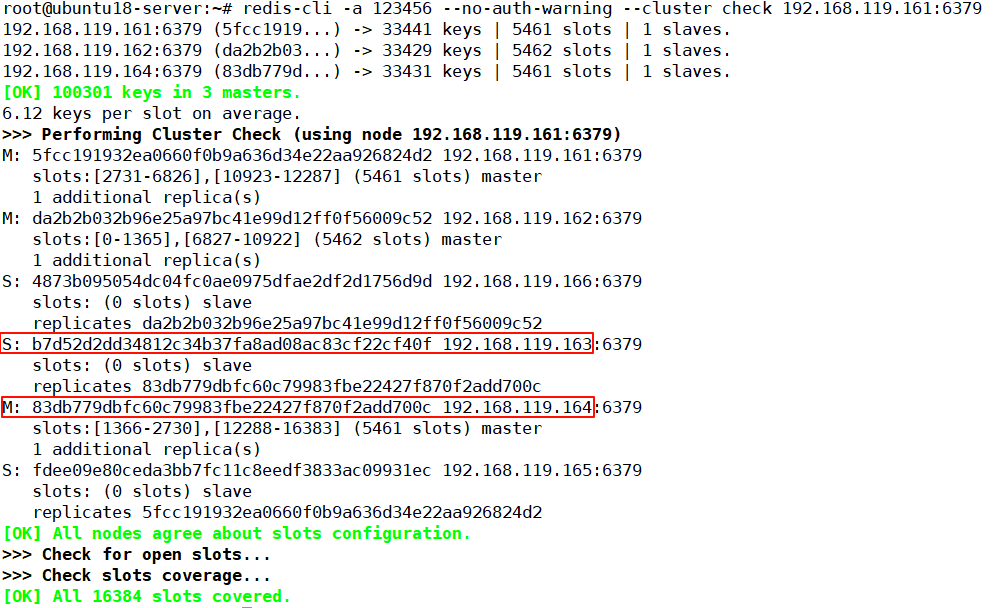 root@ubuntu18-server:~# redis-cli -a 123456 --no-auth-warning --cluster check 192.168.119.161:6379
192.168.119.161:6379 (5fcc1919...) -> 33441 keys | 5461 slots | 1 slaves.
192.168.119.162:6379 (da2b2b03...) -> 33429 keys | 5462 slots | 1 slaves.
192.168.119.164:6379 (83db779d...) -> 33431 keys | 5461 slots | 1 slaves.
[OK] 100301 keys in 3 masters.
6.12 keys per slot on average.
>>> Performing Cluster Check (using node 192.168.119.161:6379)
M: 5fcc191932ea0660f0b9a636d34e22aa926824d2 192.168.119.161:6379
   slots:[2731-6826],[10923-12287] (5461 slots) master
   1 additional replica(s)
M: da2b2b032b96e25a97bc41e99d12ff0f56009c52 192.168.119.162:6379
   slots:[0-1365],[6827-10922] (5462 slots) master
   1 additional replica(s)
S: 4873b095054dc04fc0ae0975dfae2df2d1756d9d 192.168.119.166:6379
   slots: (0 slots) slave
   replicates da2b2b032b96e25a97bc41e99d12ff0f56009c52
S: b7d52d2dd34812c34b37fa8ad08ac83cf22cf40f 192.168.119.163:6379
   slots: (0 slots) slave
   replicates 83db779dbfc60c79983fbe22427f870f2add700c
M: 83db779dbfc60c79983fbe22427f870f2add700c 192.168.119.164:6379
   slots:[1366-2730],[12288-16383] (5461 slots) master
   1 additional replica(s)
S: fdee09e80ceda3bb7fc11c8eedf3833ac09931ec 192.168.119.165:6379
   slots: (0 slots) slave
   replicates 5fcc191932ea0660f0b9a636d34e22aa926824d2
[OK] All nodes agree about slots configuration.
>>> Check for open slots...
>>> Check slots coverage...
[OK] All 16384 slots covered.